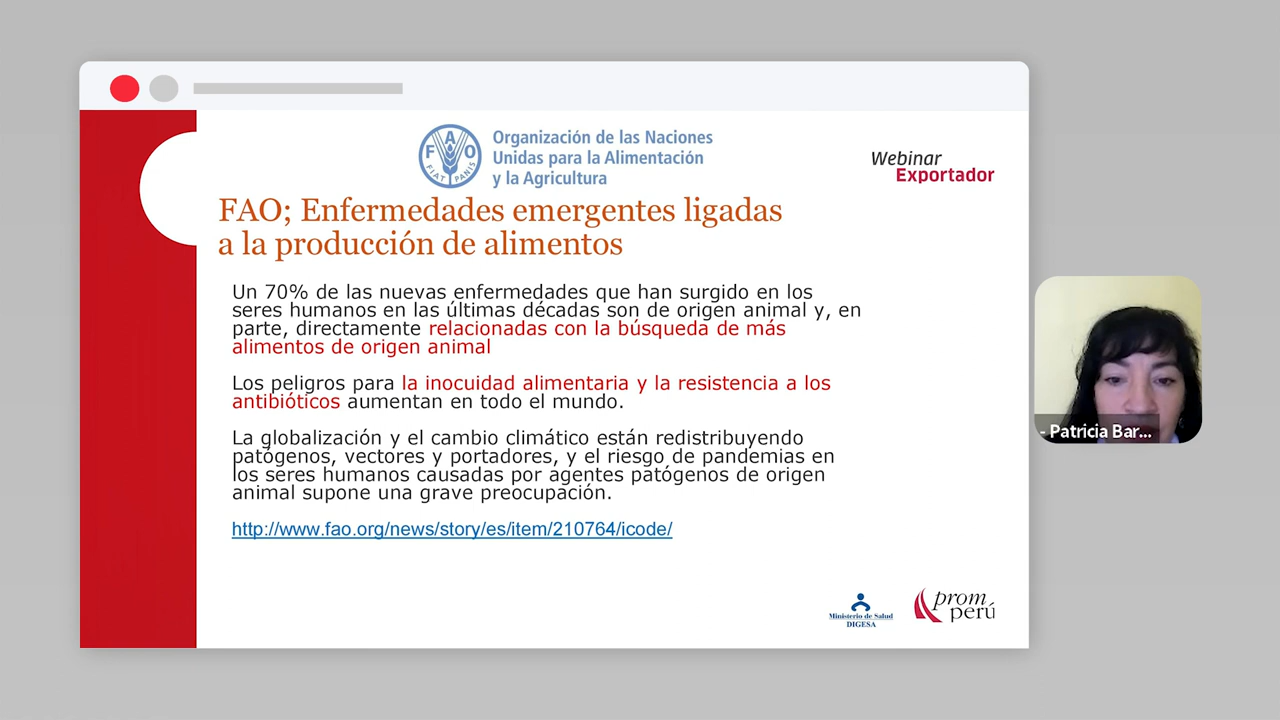 FAO
FIAT PANIS
Organización de las Naciones
Unidas para la Alimentación
y la Agricultura
Webinar
Exportador
FAO; Enfermedades emergentes ligadas
a la producción de alimentos
Un 70% de las nuevas enfermedades que han surgido en los
seres humanos en las últimas décadas son de origen animal y, en
parte, directamente relacionadas con la búsqueda de más
alimentos de origen animal
Los peligros para la inocuidad alimentaria y la resistencia a los
antibióticos aumentan en todo el mundo.
La globalización y el cambio climático están redistribuyendo
patógenos, vectores y portadores, y el riesgo de pandemias en
los seres humanos causadas por agentes patógenos de origen
animal supone una grave preocupación.
http://www.fao.org/news/story/es/item/210764/icode/
- Patricia Bar...
Ministerio de Salud
DIGESA
prom
perú